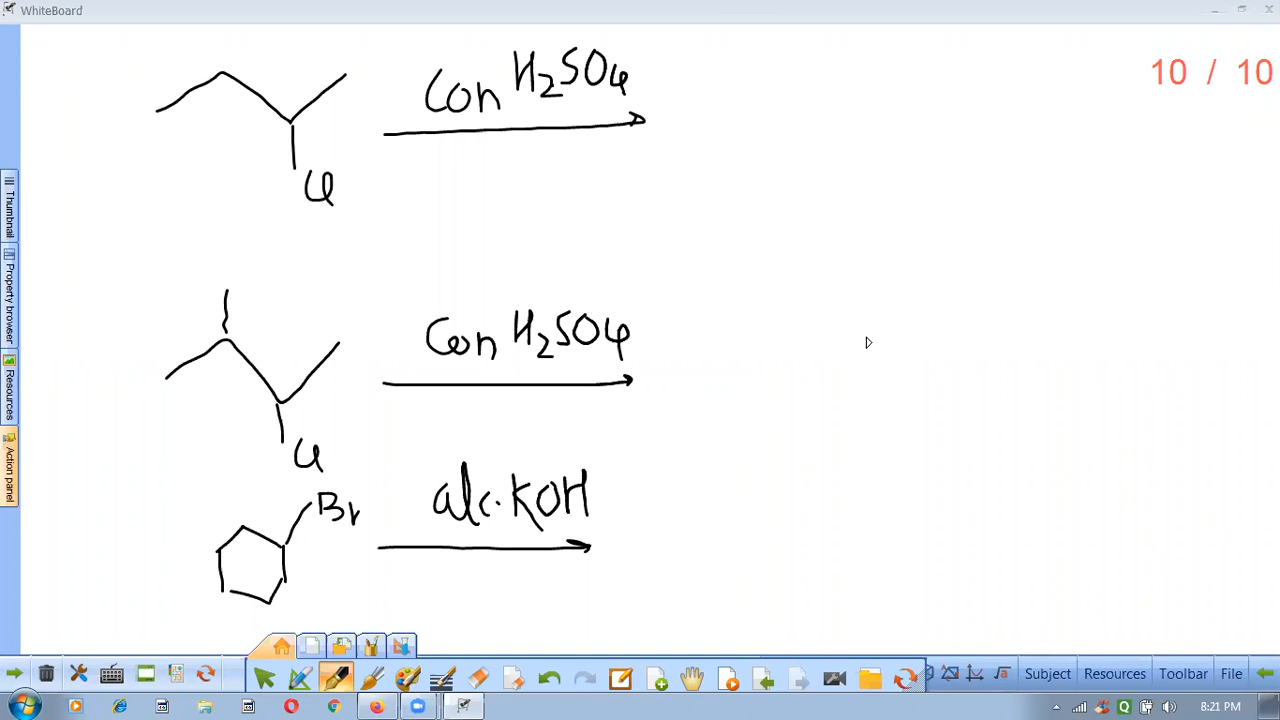 WhiteBoard
10 / 10
Con H2SO4
Cl
Con H2SO4
Cl
Br
alc. KOH
Thumbnail
Property browser
Resources
Action panel
Subject
Resources
Toolbar
File
8:21 PM